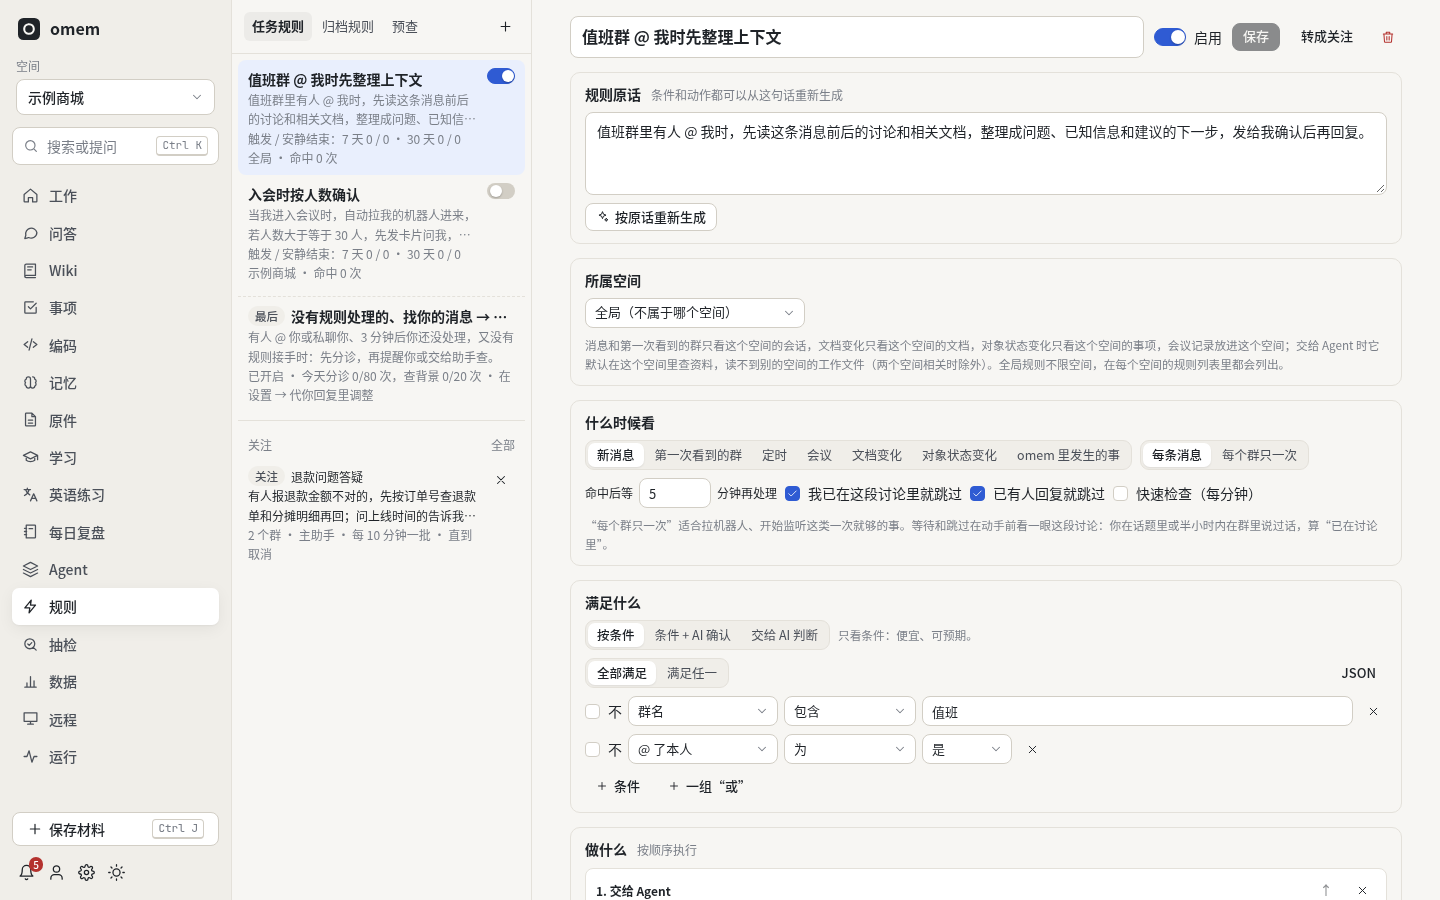 omem
空间
示例商城
搜索或提问 Ctrl K
工作
问答
Wiki
事项
编码
记忆
原件
学习
英语练习
每日复盘
Agent
规则
抽检
数据
远程
运行
保存材料 Ctrl J
5
任务规则 归档规则 预查
值班群 @ 我时先整理上下文
值班群里有人 @ 我时，先读这条消息前后
的讨论和相关文档，整理成问题、已知信…
触发 / 安静结束：7 天 0 / 0 · 30 天 0 / 0
全局 · 命中 0 次
入会时按人数确认
当我进入会议时，自动拉我的机器人进来，
若人数大于等于 30 人，先发卡片问我，…
触发 / 安静结束：7 天 0 / 0 · 30 天 0 / 0
示例商城 · 命中 0 次
最后 没有规则处理的、找你的消息 → …
有人 @ 你或私聊你、3 分钟后你还没处理，又没有
规则接手时：先分诊，再提醒你或交给助手查。
已开启 · 今天分诊 0/80 次，查背景 0/20 次 · 在
设置 → 代你回复里调整
关注 全部
关注 退款问题答疑
有人报退款金额不对的，先按订单号查退款
单和分摊明细再回；问上线时间的告诉我…
2 个群 · 主助手 · 每 10 分钟一批 · 直到
取消
值班群 @ 我时先整理上下文 启用 保存 转成关注
规则原话 条件和动作都可以从这句话重新生成
值班群里有人 @ 我时，先读这条消息前后的讨论和相关文档，整理成问题、已知信息和建议的下一步，发给我确认后再回复。
按原话重新生成
所属空间
全局（不属于哪个空间）
消息和第一次看到的群只看这个空间的会话，文档变化只看这个空间的文档，对象状态变化只看这个空间的事项，会议记录放进这个空间；交给 Agent 时它
默认在这个空间里查资料，读不到别的空间的工作文件（两个空间相关时除外）。全局规则不限空间，在每个空间的规则列表里都会列出。
什么时候看
新消息 第一次看到的群 定时 会议 文档变化 对象状态变化 omem 里发生的事 每条消息 每个群只一次
命中后等 5 分钟再处理 我已在这段讨论里就跳过 已有人回复就跳过 快速检查（每分钟）
“每个群只一次”适合拉机器人、开始监听这类一次就够的事。等待和跳过在动手前看一眼这段讨论：你在话题里或半小时内在群里说过话，算“已在讨论
里”。
满足什么
按条件 条件 + AI 确认 交给 AI 判断 只看条件：便宜、可预期。
全部满足 满足任一 JSON
不 群名 包含 值班
不 @ 了本人 为 是
条件 一组“或”
做什么 按顺序执行
1. 交给 Agent